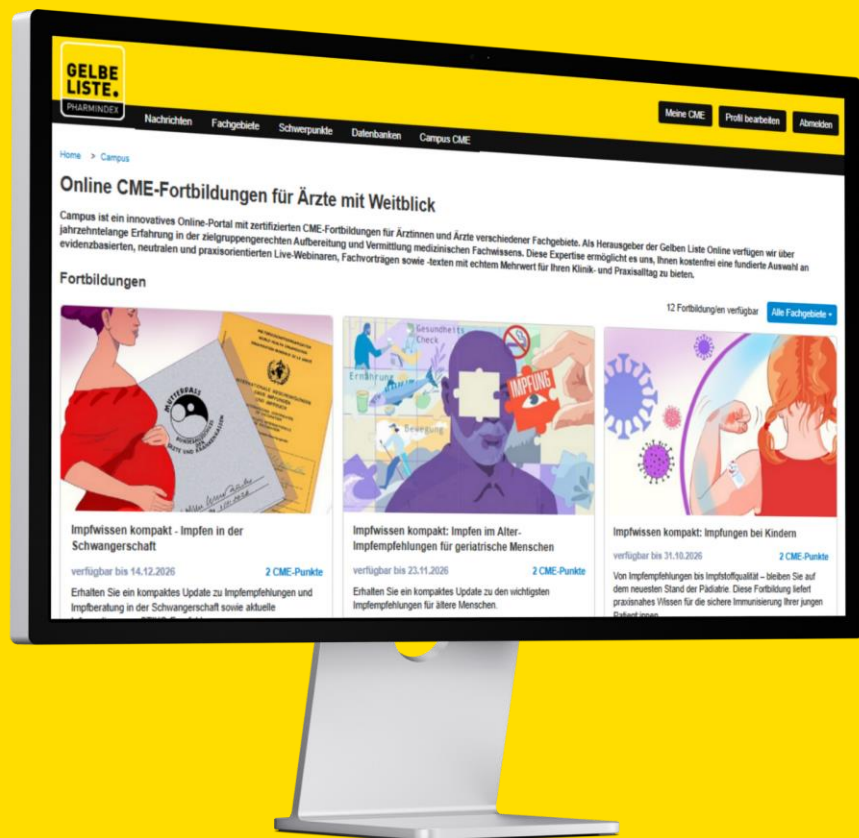 GELBE
LISTE.
PHARMINDEX
Nachrichten Fachgebiete Schwerpunkte Datenbanken Campus CME
Meine CME Profil bearbeiten Abmelden
Home > Campus
Online CME-Fortbildungen für Ärzte mit Weitblick
Campus ist ein innovatives Online-Portal mit zertifizierten CME-Fortbildungen für Ärztinnen und Ärzte verschiedener Fachgebiete. Als Herausgeber der Gelben Liste Online verfügen wir über
jahrzehntelange Erfahrung in der zielgruppengerechten Aufbereitung und Vermittlung medizinischen Fachwissens. Diese Expertise ermöglicht es uns, Ihnen kostenfrei eine fundierte Auswahl an
evidenzbasierten, neutralen und praxisorientierten Live-Webinaren, Fachvorträgen sowie -texten mit echtem Mehrwert für Ihren Klinik- und Praxisalltag zu bieten.
Fortbildungen
12 Fortbildung/en verfügbar Alle Fachgebiete
MUTTERPASS
Gesundheits
Check
Ernährung
Bewegung
IMPFUNG
Impfwissen kompakt - Impfen in der
Schwangerschaft
verfügbar bis 14.12.2026 2 CME-Punkte
Erhalten Sie ein kompaktes Update zu Impfempfehlungen und
Impfberatung in der Schwangerschaft sowie aktuelle
Impfwissen kompakt: Impfen im Alter-
Impfempfehlungen für geriatrische Menschen
verfügbar bis 23.11.2026 2 CME-Punkte
Erhalten Sie ein kompaktes Update zu den wichtigsten
Impfempfehlungen für ältere Menschen.
Impfwissen kompakt: Impfungen bei Kindern
verfügbar bis 31.10.2026 2 CME-Punkte
Von Impfempfehlungen bis Impfstoffqualität – bleiben Sie auf
dem neuesten Stand der Pädiatrie. Diese Fortbildung liefert
praxisnahes Wissen für die sichere Immunisierung Ihrer jungen
Patient:innen